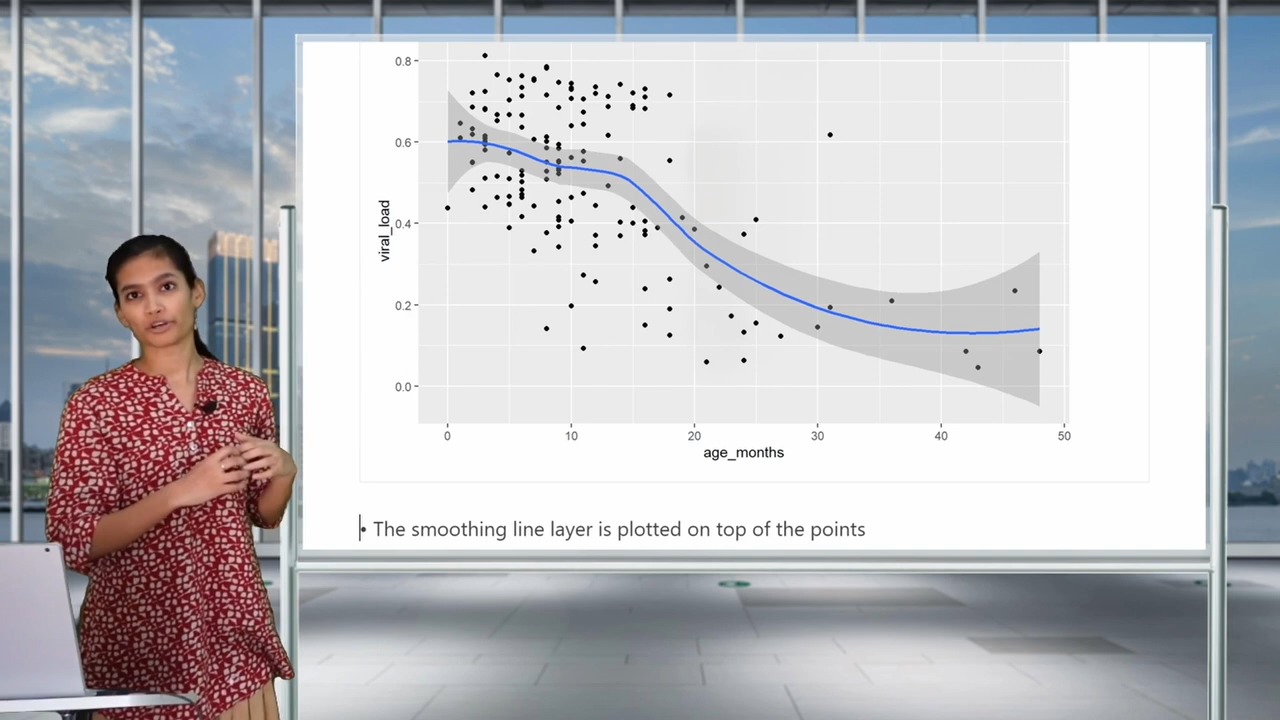 0.8
0.6
0.4
0.2
0.0
viral_load
0 10 20 30 40 50
age_months
• The smoothing line layer is plotted on top of the points